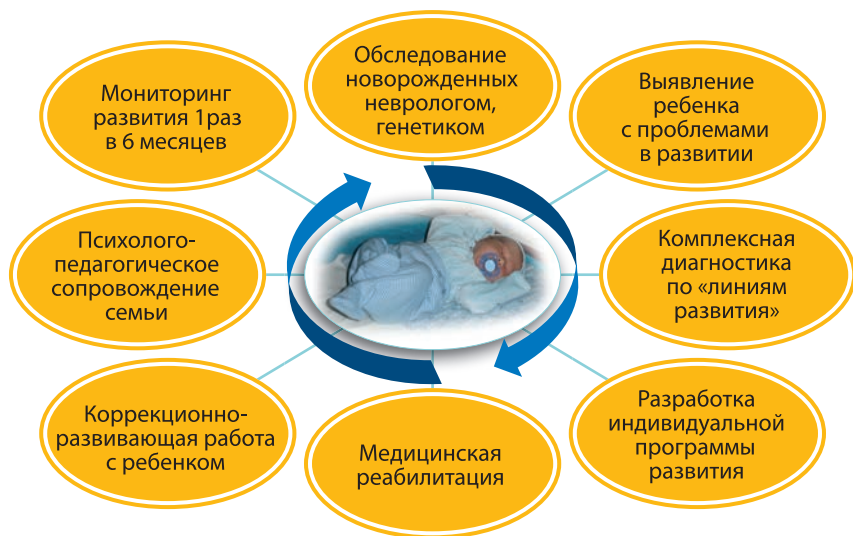 Обследование
новорожденных
неврологом,
генетиком
Выявление
ребенка
с проблемами
в развитии
Комплексная
диагностика
по «линиям
развития»
Разработка
индивидуальной
программы
развития
Медицинская
реабилитация
Коррекционно-
развивающая работа
с ребенком
Психолого-
педагогическое
сопровождение
семьи
Мониторинг
развития 1раз
в 6 месяцев